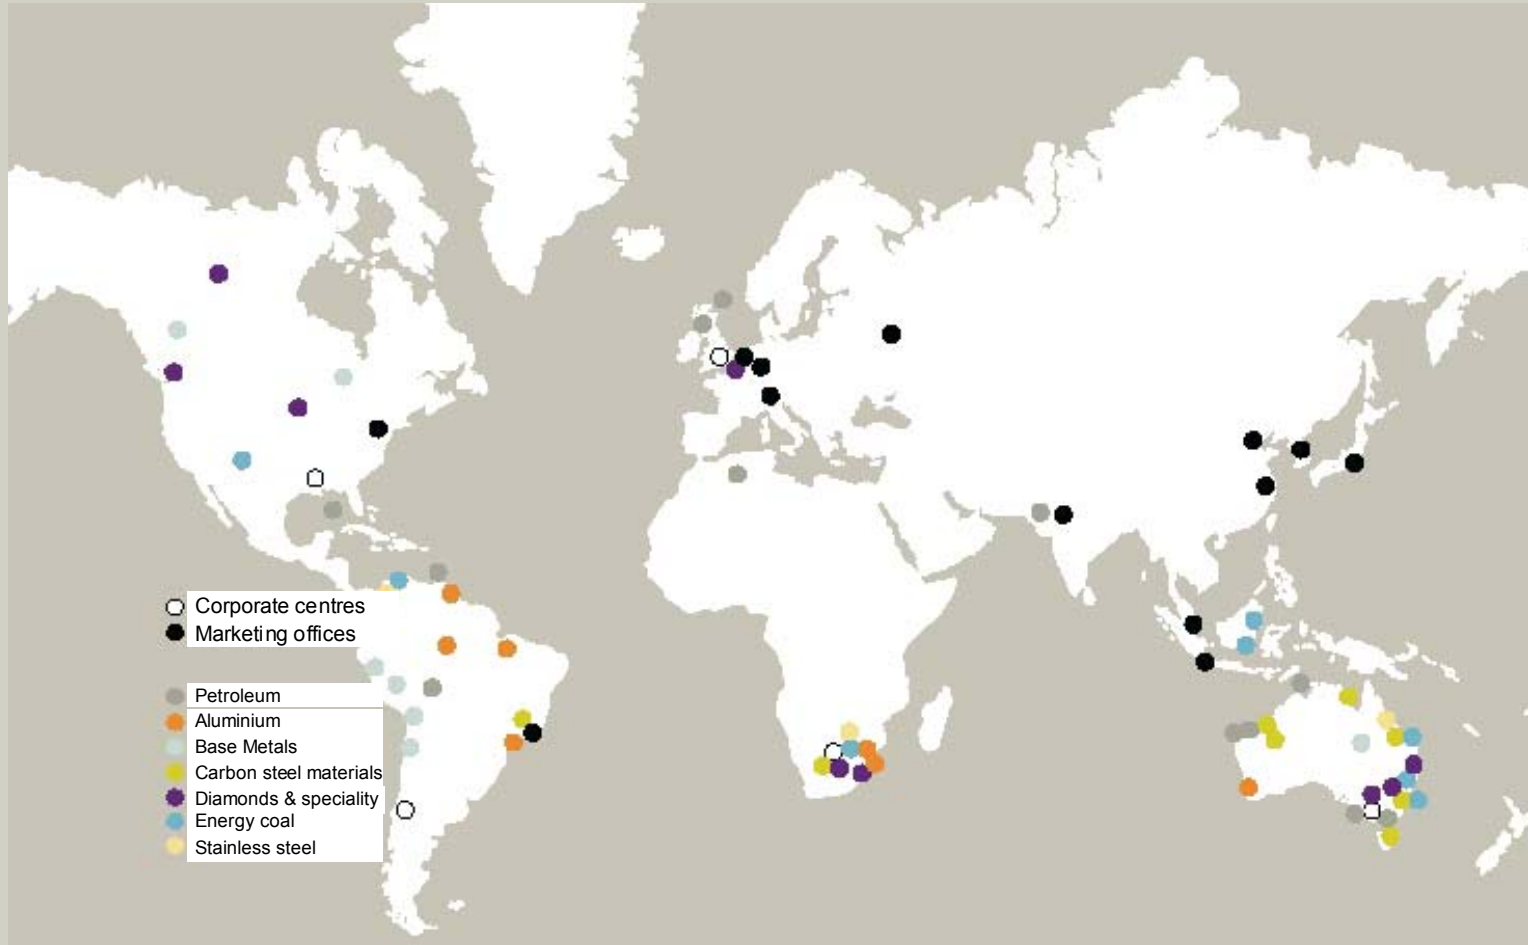 Corporate centres
Marketing offices
Petroleum
Aluminium
Base Metals
Carbon steel materials
Diamonds & speciality
Energy coal
Stainless steel